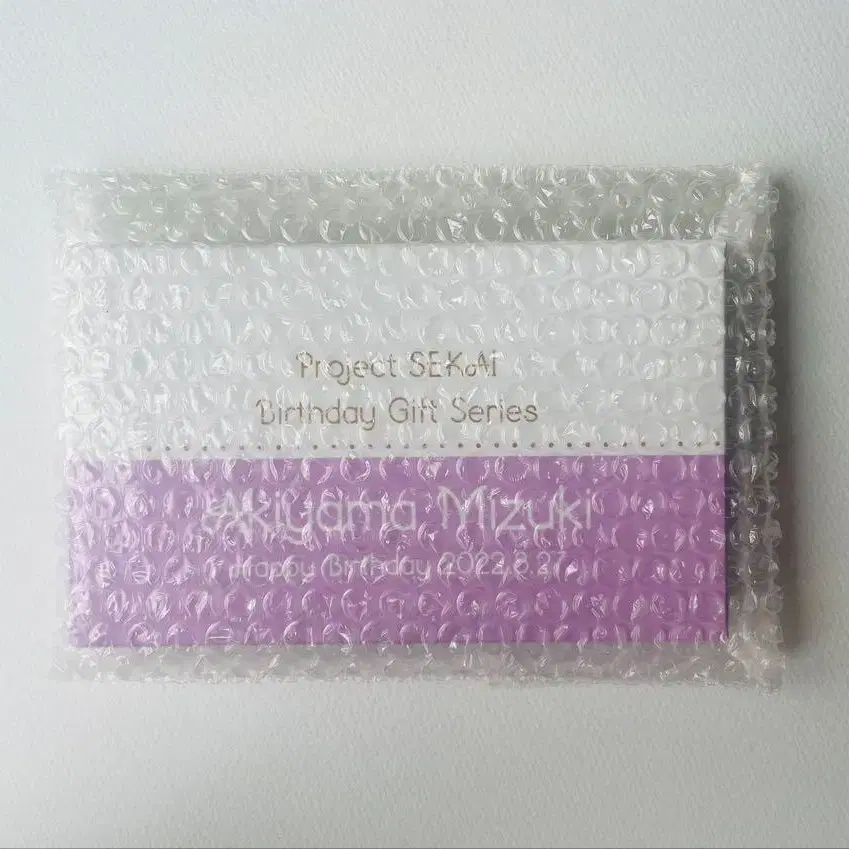 Project SEKAI
Birthday Gift Series
Akiyama Mizuki
Happy Birthday 2022.8.27